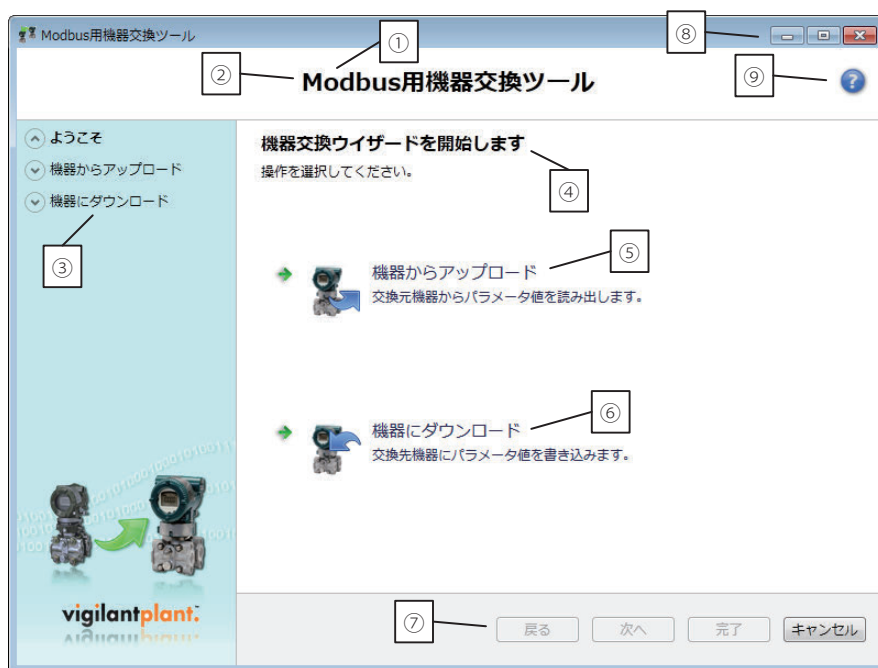 Modbus用機器交換ツール
⑧
①
②
Modbus用機器交換ツール
⑨
?
ようこそ
機器からアップロード
機器にダウンロード
③
機器交換ウイザードを開始します
操作を選択してください。
④
⑤
機器からアップロード
交換元機器からパラメータ値を読み出します。
⑥
機器にダウンロード
交換先機器にパラメータ値を書き込みます。
vigilantplant.
⑦
戻る
次へ
完了
キャンセル